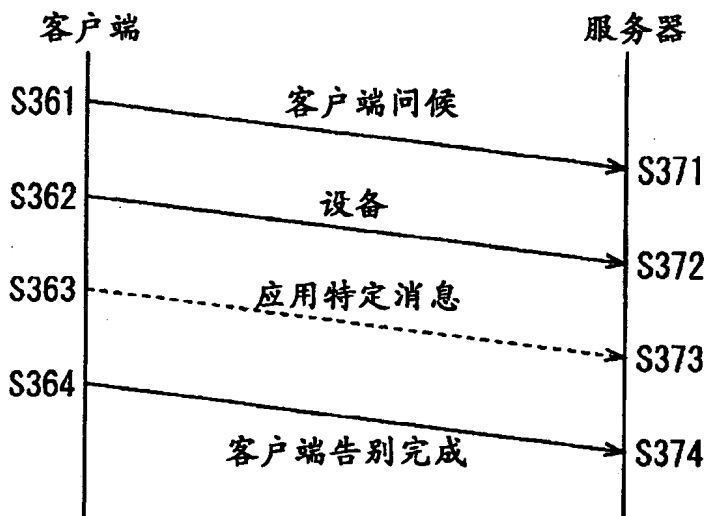 客户端
服务器
S361
客户端问候
S371
S362
设备
S372
S363
应用特定消息
S373
S364
客户端告别完成
S374